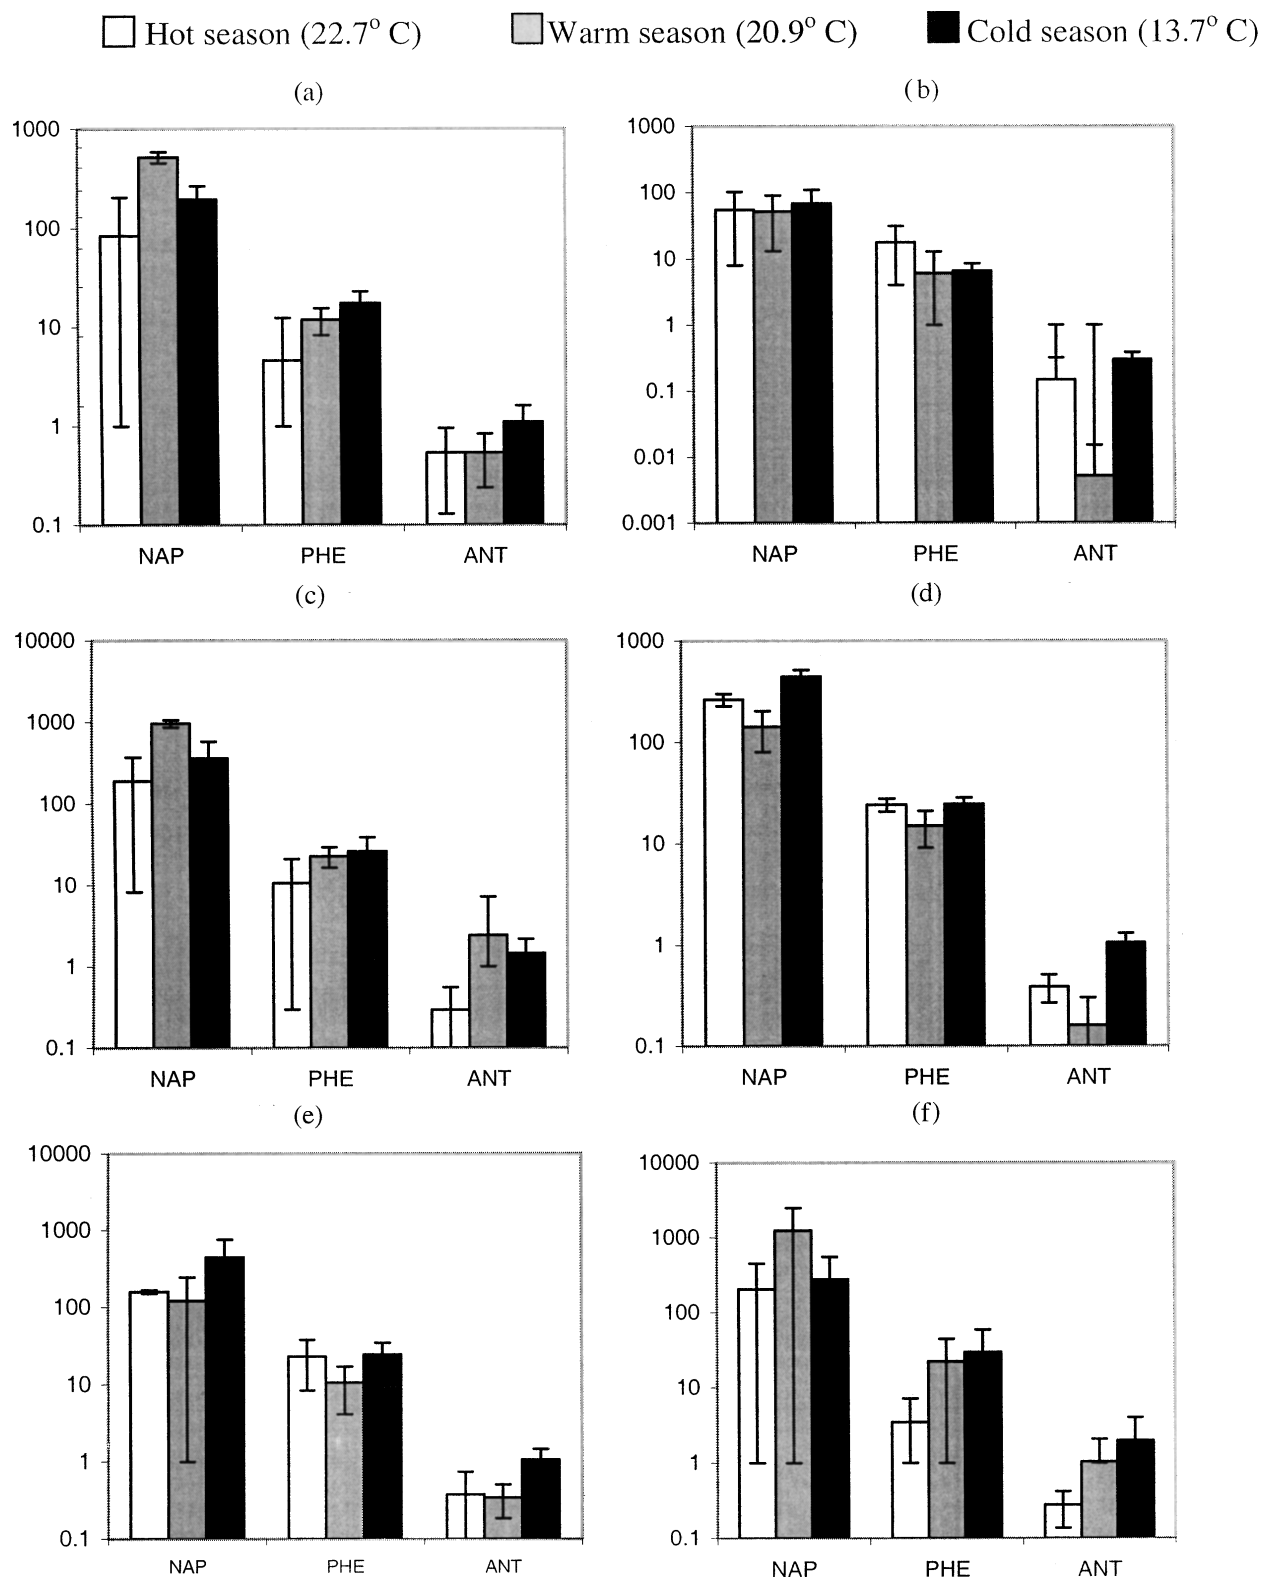 Hot season (22.7° C) Warm season (20.9° C) Cold season (13.7° C)
(a) (b)
1000 1000
100 100
10 10
1 1
0.1 0.1
0.01
0.001
NAP PHE ANT NAP PHE ANT
(c) (d)
10000 1000
1000 100
100 10
10 1
1 0.1
0.1
NAP PHE ANT NAP PHE ANT
(e) (f)
10000 10000
1000 1000
100 100
10 10
1 1
0.1 0.1
NAP PHE ANT NAP PHE ANT